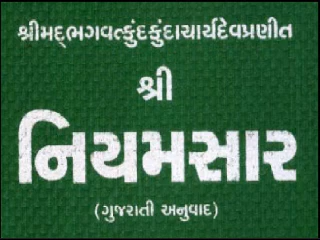 શ્રીમદ્‌ભગવત્કુંદકુંદાચાર્યદેવપ્રણીત
શ્રી
નિયમસાર
(ગુજરાતી અનુવાદ)